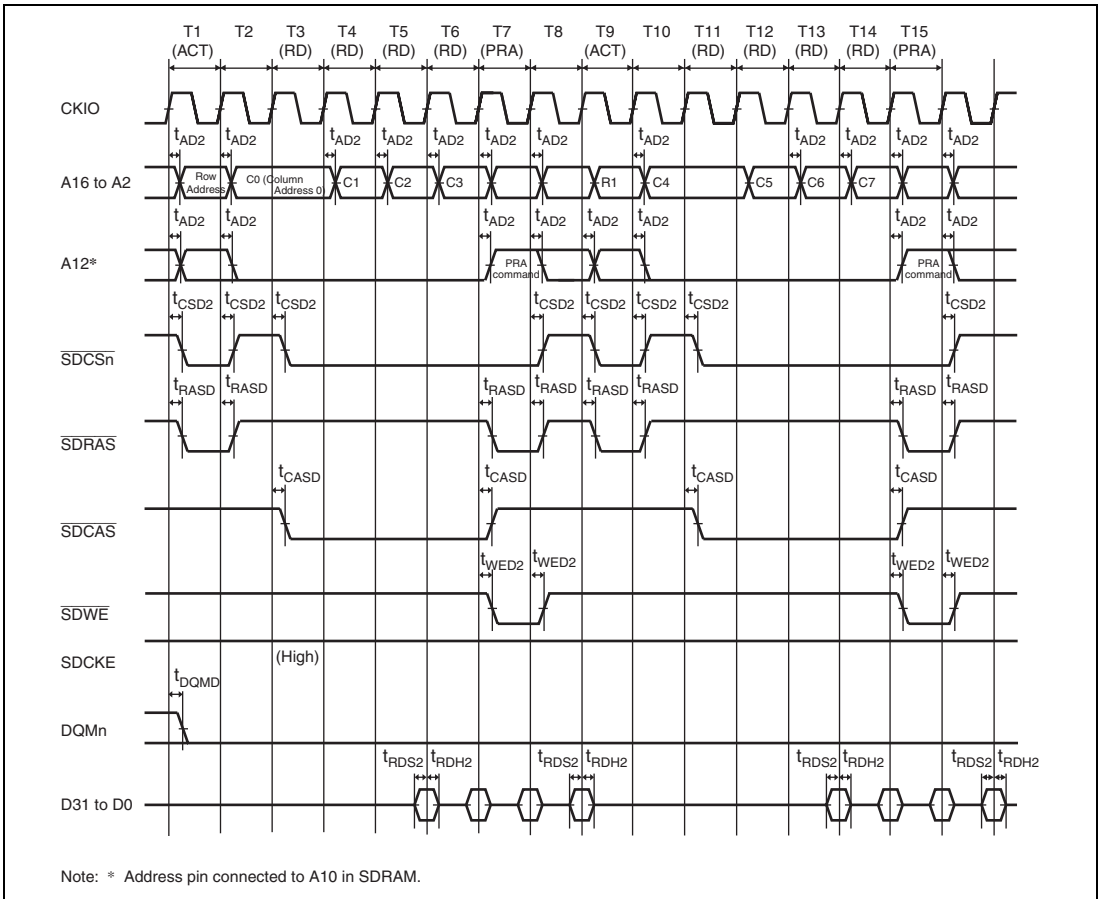 T1 T2 T3 T4 T5 T6 T7 T8 T9 T10 T11 T12 T13 T14 T15
(ACT) (RD) (RD) (RD) (RD) (PRA) (ACT) (RD) (RD) (RD) (RD) (PRA)
CKIO
tAD2 tAD2 tAD2 tAD2 tAD2 tAD2 tAD2 tAD2 tAD2 tAD2 tAD2 tAD2
A16 to A2
Row Address
C0 (Column Address 0)
C1 C2 C3 R1 C4 C5 C6 C7
tAD2 tAD2 tAD2 tAD2 tAD2 tAD2 tAD2 tAD2
A12*
PRA command
PRA command
tCSD2 tCSD2 tCSD2 tCSD2 tCSD2 tCSD2 tCSD2 tCSD2
SDCSn
tRASD tRASD tRASD tRASD tRASD tRASD tRASD tRASD
SDRAS
tCASD tCASD tCASD tCASD
SDCAS
tWED2 tWED2 tWED2 tWED2
SDWE
SDCKE
(High)
tDQMD
DQMn
tRDS2 tRDH2 tRDS2 tRDH2 tRDS2 tRDH2 tRDS2 tRDH2
D31 to D0
Note: * Address pin connected to A10 in SDRAM.